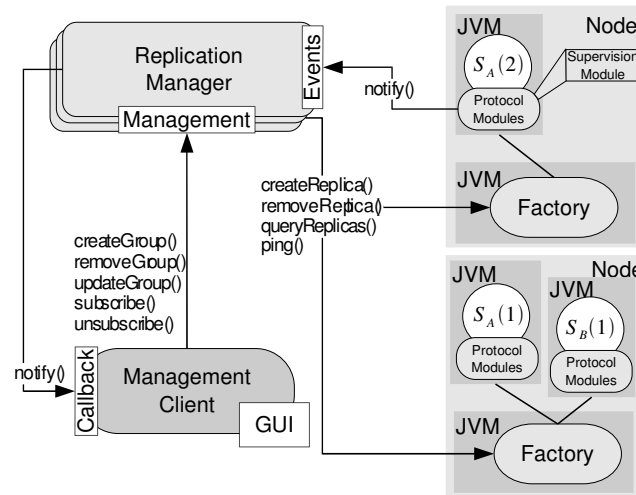 Replication
Manager
Events
Management
notify()
createGroup()
removeGroup()
updateGroup()
subscribe()
unsubscribe()
notify()
Callback
Management
Client
GUI
createReplica()
removeReplica()
queryReplicas()
ping()
Node
JVM
S_A(2)
Protocol
Modules
Supervision
Module
JVM
Factory
Node
JVM
S_A(1)
Protocol
Modules
JVM
S_B(1)
Protocol
Modules
JVM
Factory